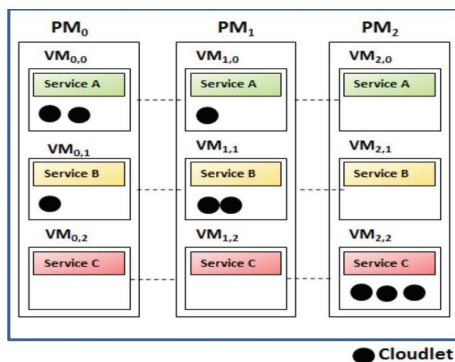 PM0 PM1 PM2
VM0,0 VM1,0 VM2,0
Service A Service A Service A
VM0,1 VM1,1 VM2,1
Service B Service B Service B
VM0,2 VM1,2 VM2,2
Service C Service C Service C
Cloudlet